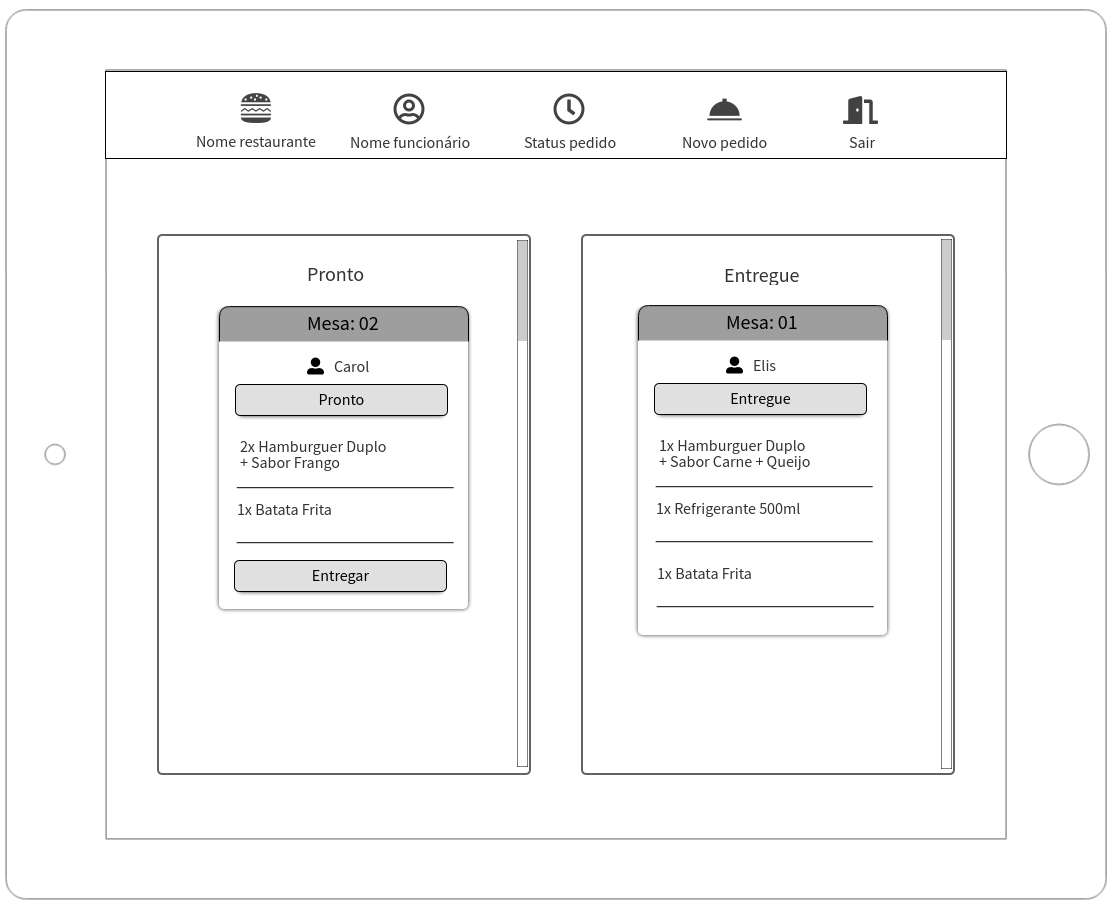 Nome restaurante
Nome funcionário
Status pedido
Novo pedido
Sair
Pronto
Mesa: 02
Carol
Pronto
2x Hamburguer Duplo
+ Sabor Frango
1x Batata Frita
Entregar
Entregue
Mesa: 01
Elis
Entregue
1x Hamburguer Duplo
+ Sabor Carne + Queijo
1x Refrigerante 500ml
1x Batata Frita